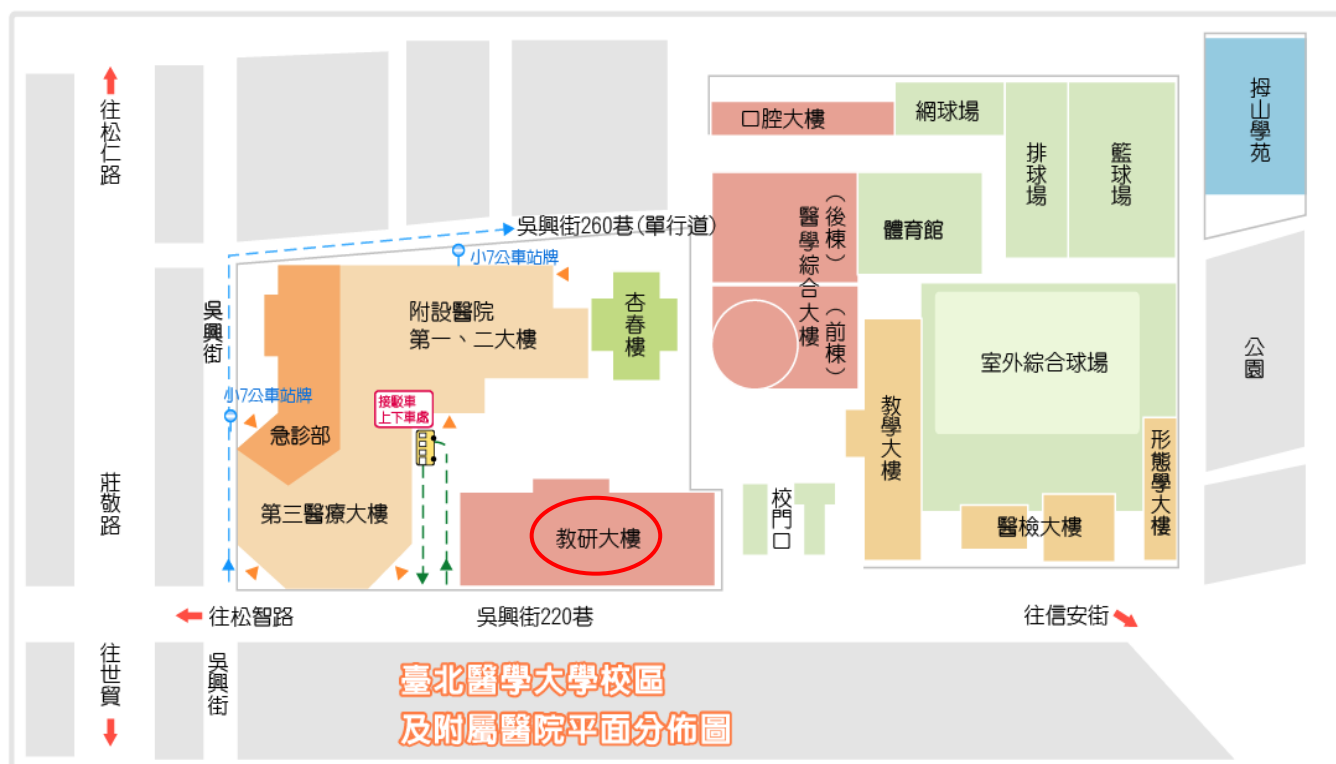 往松仁路
口腔大樓
網球場
排球場
籃球場
拇山學苑
吳興街260巷(單行道)
小7公車站牌
(後棟)
醫學綜合大樓
(前棟)
體育館
吳興街
附設醫院
第一、二大樓
杏春樓
室外綜合球場
公園
小7公車站牌
接駁車
上下車處
急診部
教學大樓
形態學大樓
莊敬路
第三醫療大樓
教研大樓
校門口
醫檢大樓
往松智路
吳興街220巷
往信安街
往世貿
吳興街
臺北醫學大學校區
及附屬醫院平面分佈圖